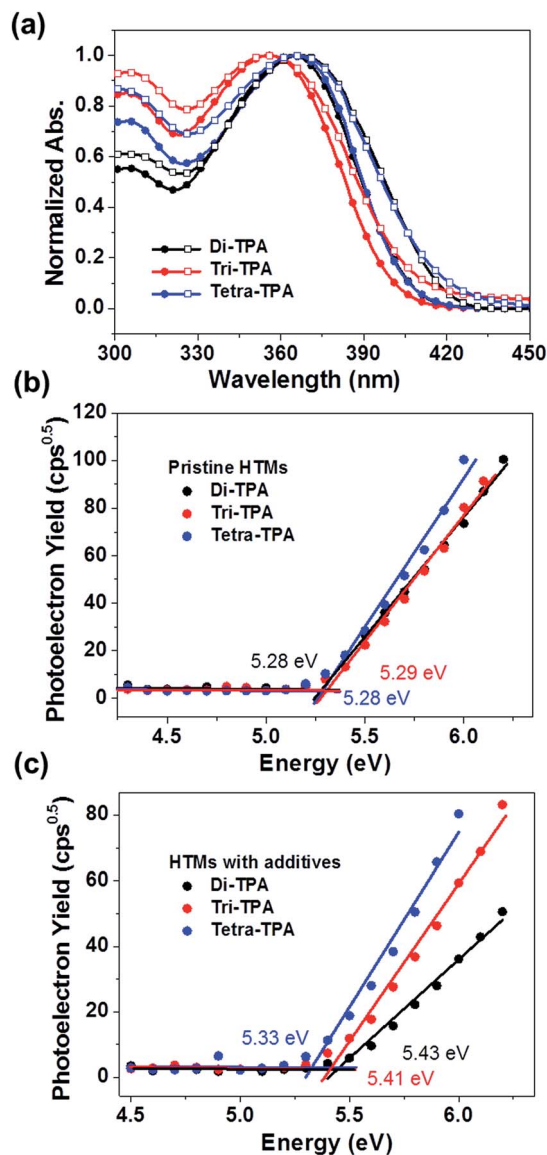 (a)
Normalized Abs.
1.0
0.8
0.6
0.4
0.2
0.0
Di-TPA
Tri-TPA
Tetra-TPA
300 330 360 390 420 450
Wavelength (nm)
(b)
Photoelectron Yield (cps^0.5)
120
100
80
60
40
20
0
Pristine HTMs
Di-TPA
Tri-TPA
Tetra-TPA
5.28 eV
5.29 eV
5.28 eV
4.5 5.0 5.5 6.0
Energy (eV)
(c)
Photoelectron Yield (cps^0.5)
80
60
40
20
0
HTMs with additives
Di-TPA
Tri-TPA
Tetra-TPA
5.33 eV
5.43 eV
5.41 eV
4.5 5.0 5.5 6.0
Energy (eV)